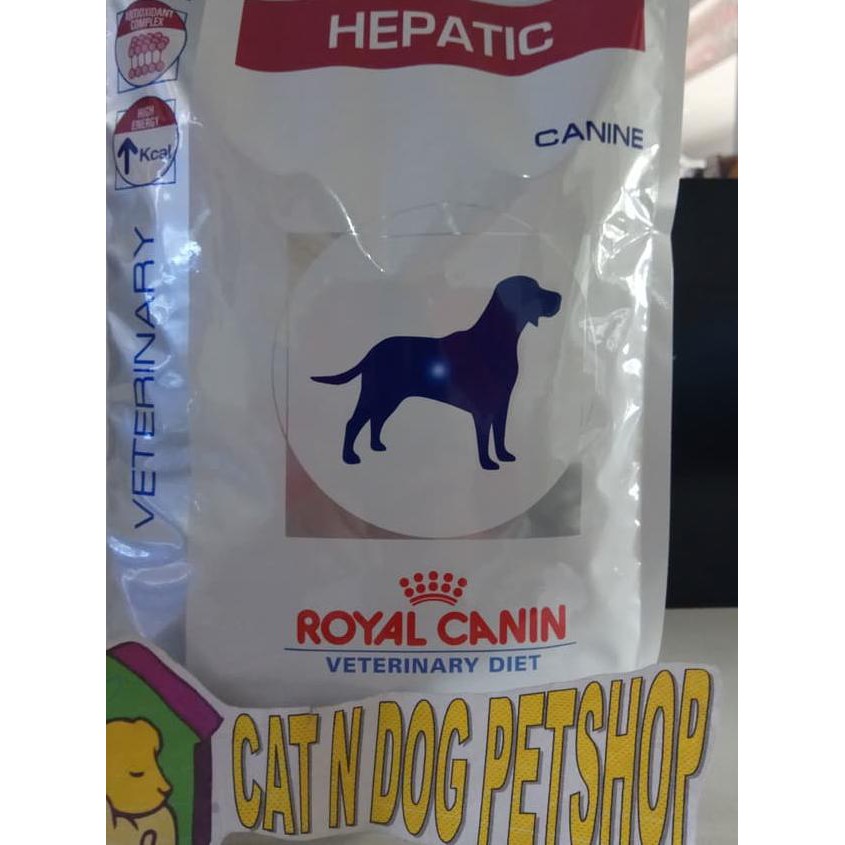 HEPATIC
CANINE
ANTIOXIDANT
COMPLEX
HIGH
ENERGY
Kcal
VETERINARY
ROYAL CANIN
VETERINARY DIET
CAT N DOG PETSHOP